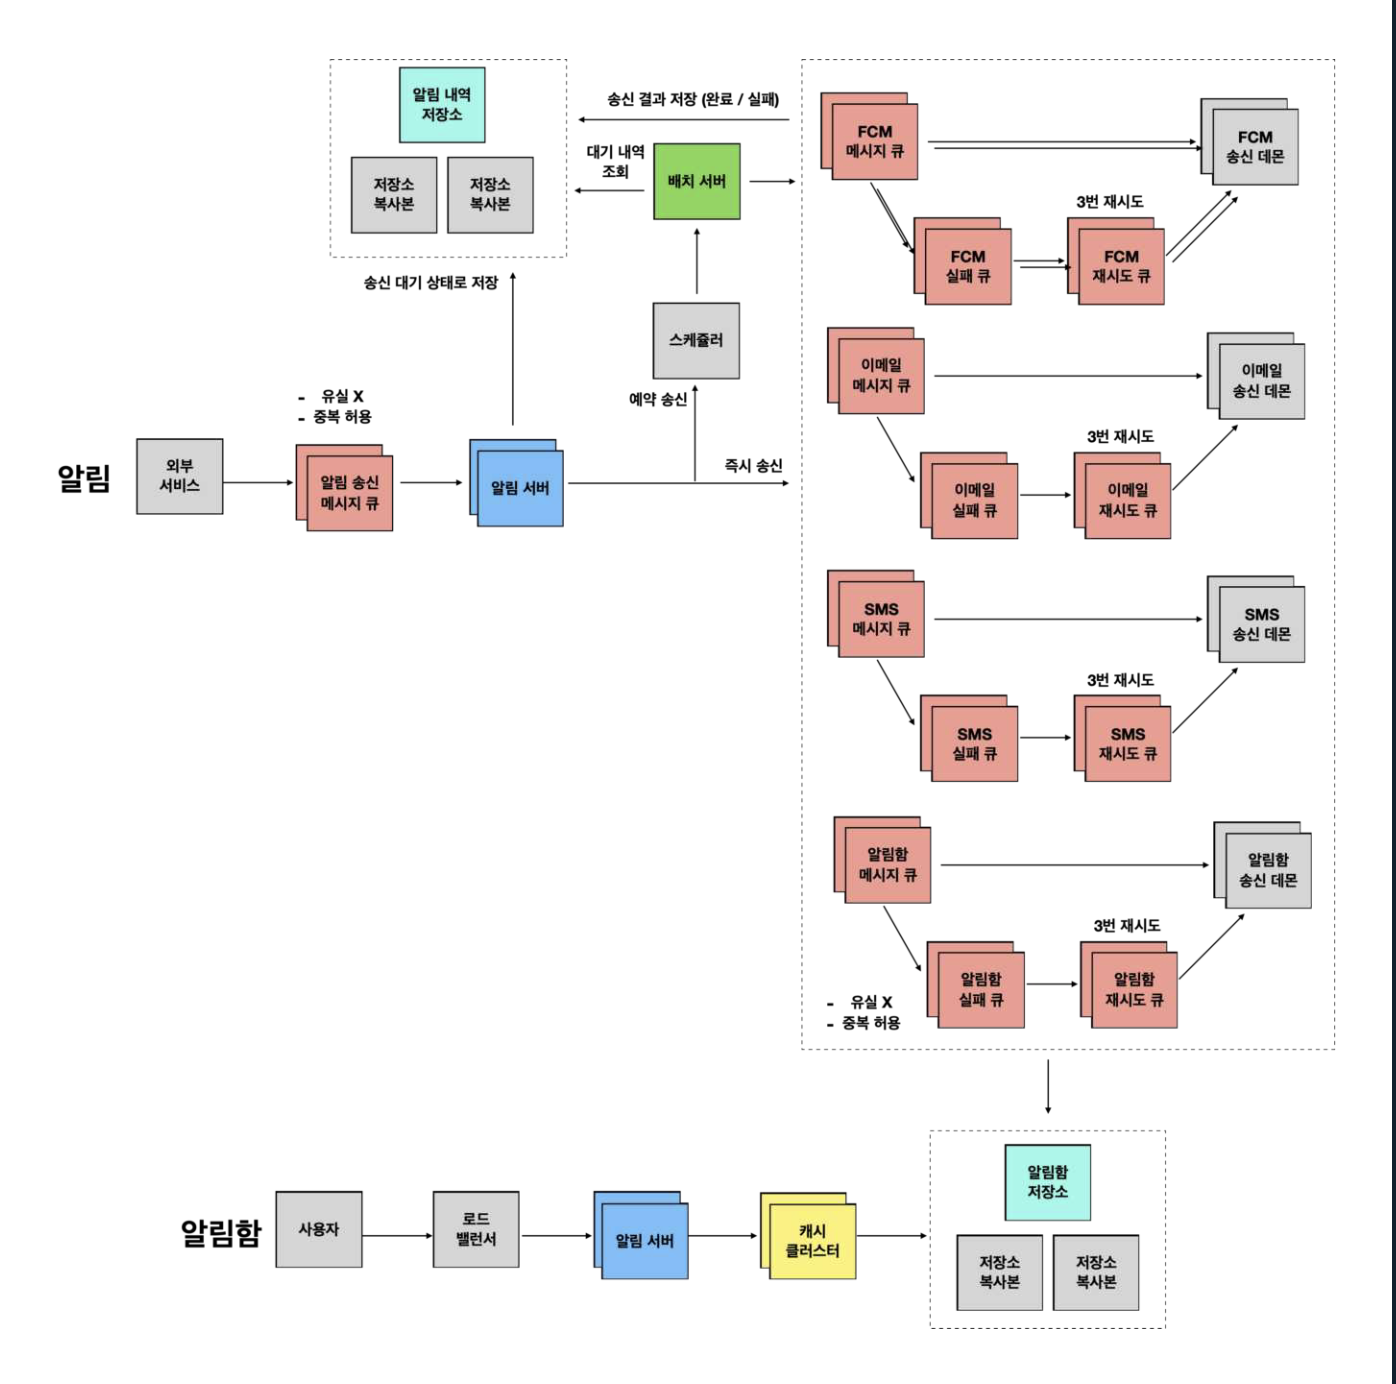 알림 내역
저장소
저장소
복사본
저장소
복사본
송신 결과 저장 (완료 / 실패)
대기 내역
조회
배치 서버
송신 대기 상태로 저장
스케쥴러
예약 송신
즉시 송신
알림
외부
서비스
- 유실 X
- 중복 허용
알림 송신
메시지 큐
알림 서버
FCM
메시지 큐
FCM
송신 데몬
3번 재시도
FCM
실패 큐
FCM
재시도 큐
이메일
메시지 큐
이메일
송신 데몬
3번 재시도
이메일
실패 큐
이메일
재시도 큐
SMS
메시지 큐
SMS
송신 데몬
3번 재시도
SMS
실패 큐
SMS
재시도 큐
알림함
메시지 큐
알림함
송신 데몬
3번 재시도
알림함
실패 큐
알림함
재시도 큐
- 유실 X
- 중복 허용
알림함
사용자
로드
밸런서
알림 서버
캐시
클러스터
알림함
저장소
저장소
복사본
저장소
복사본